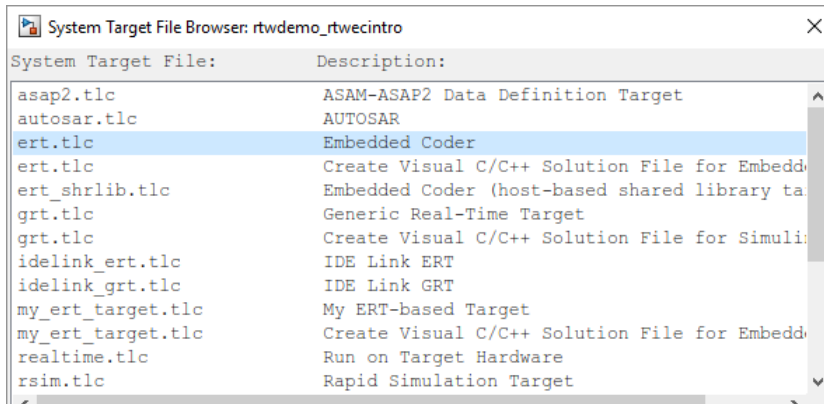 System Target File Browser: rtwdemo_rtwecintro
System Target File: Description:
asap2.tlc ASAM-ASAP2 Data Definition Target
autosar.tlc AUTOSAR
ert.tlc Embedded Coder
ert.tlc Create Visual C/C++ Solution File for Embedd
ert_shrlib.tlc Embedded Coder (host-based shared library ta
grt.tlc Generic Real-Time Target
grt.tlc Create Visual C/C++ Solution File for Simuli
idelink_ert.tlc IDE Link ERT
idelink_grt.tlc IDE Link GRT
my_ert_target.tlc My ERT-based Target
my_ert_target.tlc Create Visual C/C++ Solution File for Embedd
realtime.tlc Run on Target Hardware
rsim.tlc Rapid Simulation Target